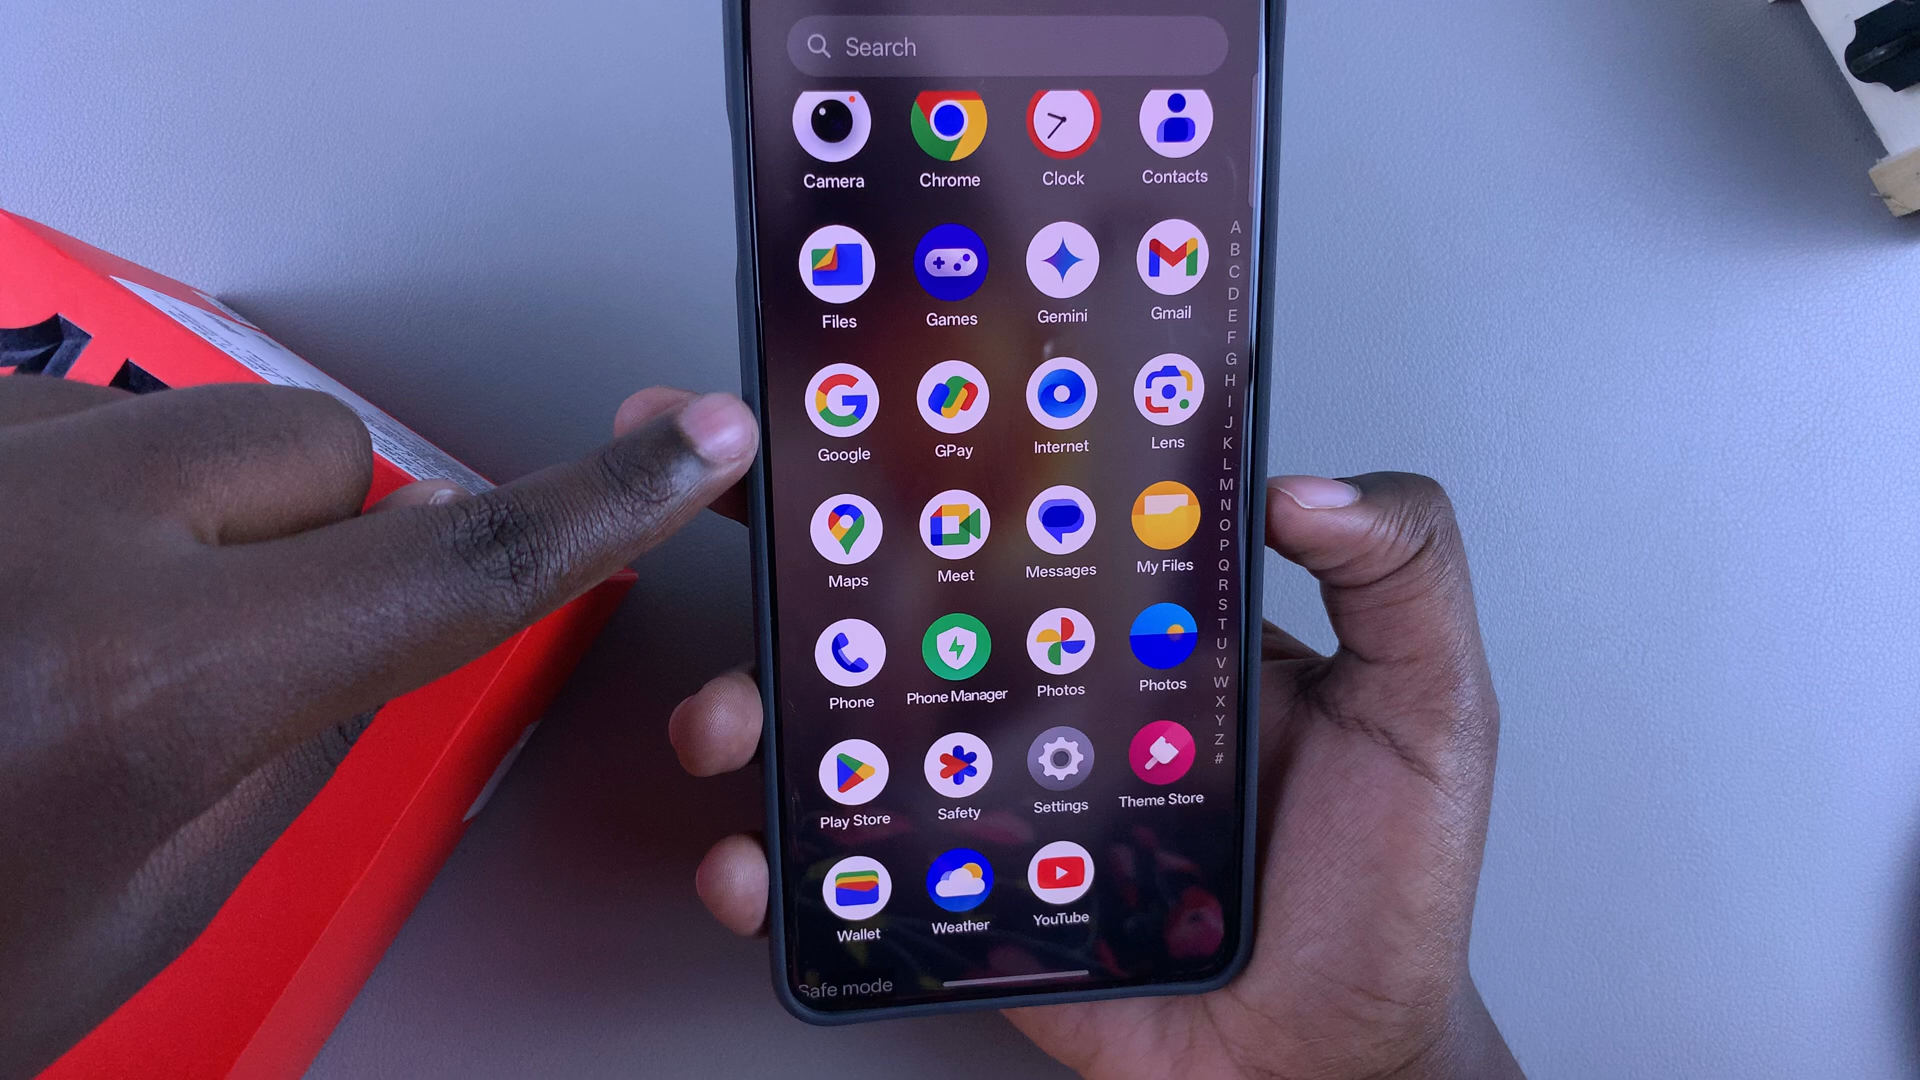 Search
Camera Chrome Clock Contacts
Files Games Gemini Gmail
Google GPay Internet Lens
Maps Meet Messages My Files
Phone Phone Manager Photos Photos
Play Store Safety Settings Theme Store
Wallet Weather YouTube
A
B
C
D
E
F
G
H
I
J
K
L
M
N
O
P
Q
R
S
T
U
V
W
X
Y
Z
#
Safe mode